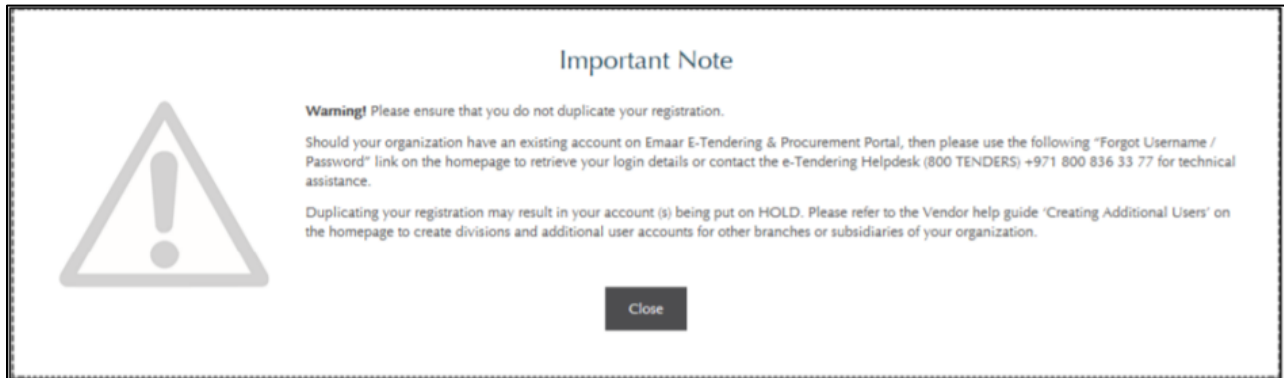 Important Note
Warning! Please ensure that you do not duplicate your registration.
Should your organization have an existing account on Emaar E-Tendering & Procurement Portal, then please use the following "Forgot Username /
Password" link on the homepage to retrieve your login details or contact the e-Tendering Helpdesk (800 TENDERS) +971 800 836 33 77 for technical
assistance.
Duplicating your registration may result in your account (s) being put on HOLD. Please refer to the Vendor help guide 'Creating Additional Users' on
the homepage to create divisions and additional user accounts for other branches or subsidiaries of your organization.
Close